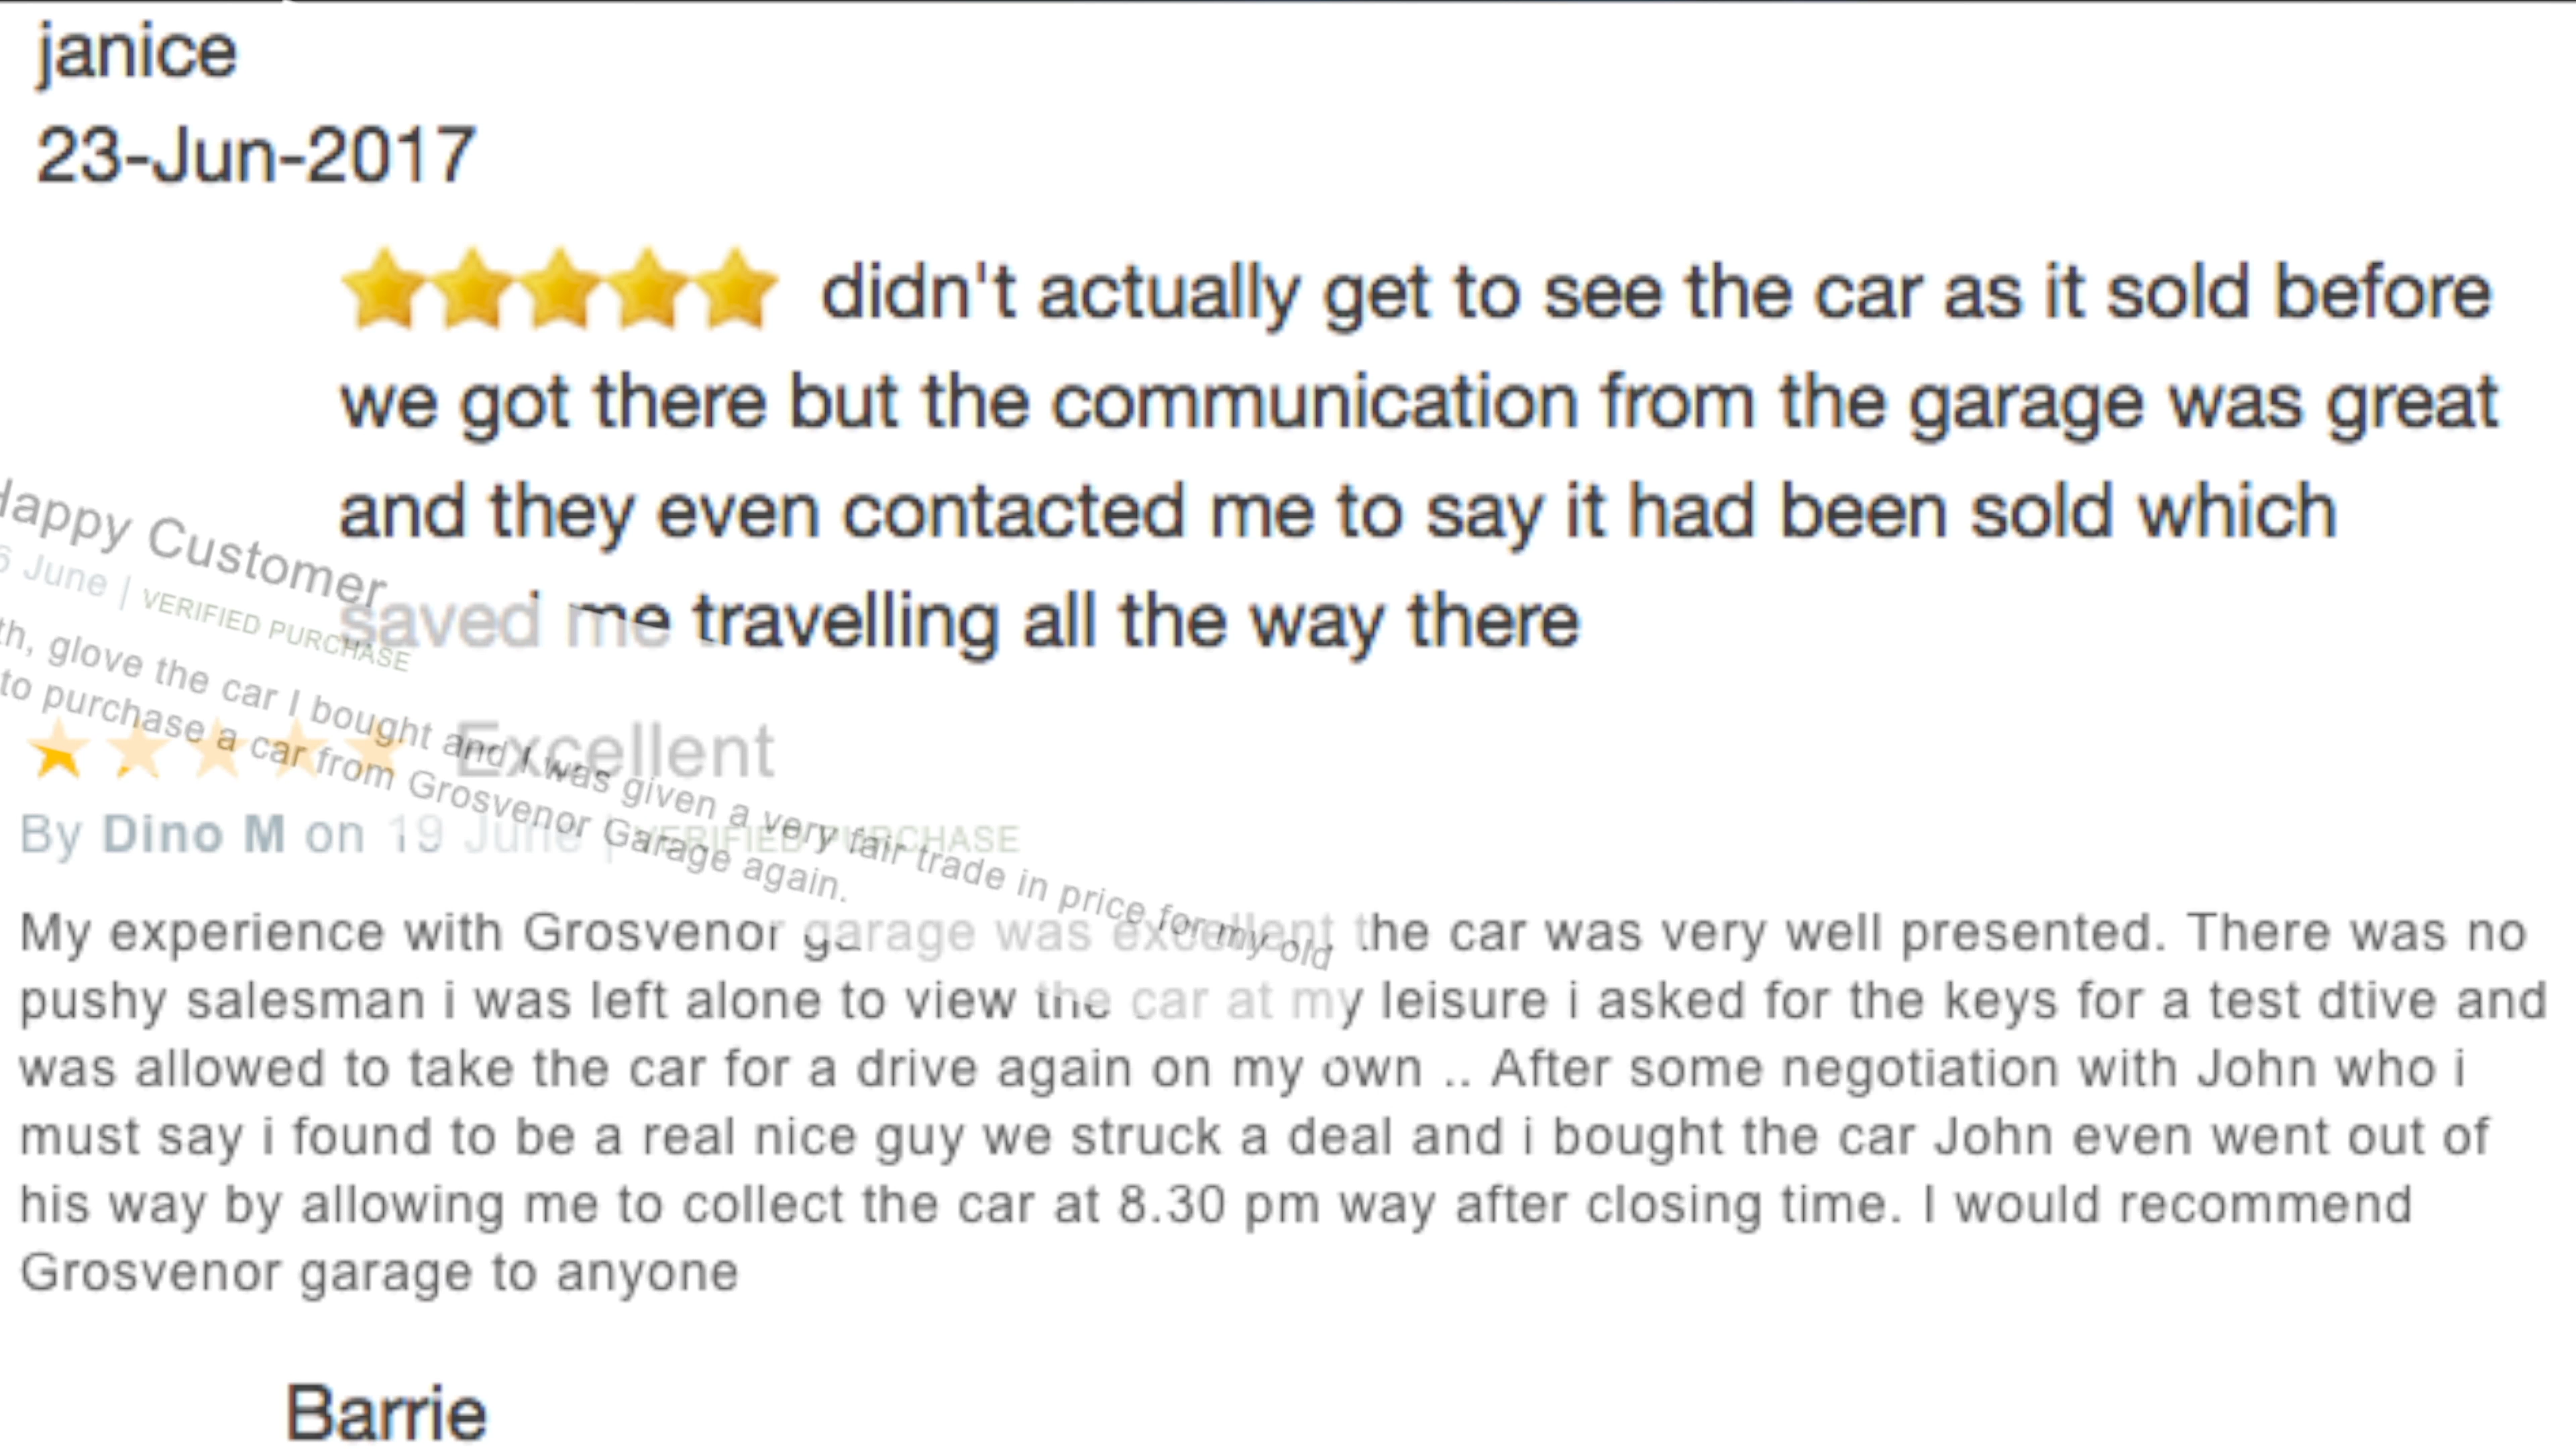 janice
23-Jun-2017
didn't actually get to see the car as it sold before
we got there but the communication from the garage was great
and they even contacted me to say it had been sold which
saved me travelling all the way there
Happy Customer
June | VERIFIED PURCHASE
glove the car I bought and I was given a very fair trade in price for my old
to purchase a car from Grosvenor Garage again.
Excellent
By Dino M on 19 June | VERIFIED PURCHASE
My experience with Grosvenor garage was excellent the car was very well presented. There was no
pushy salesman i was left alone to view the car at my leisure i asked for the keys for a test dtive and
was allowed to take the car for a drive again on my own .. After some negotiation with John who i
must say i found to be a real nice guy we struck a deal and i bought the car John even went out of
his way by allowing me to collect the car at 8.30 pm way after closing time. I would recommend
Grosvenor garage to anyone
Barrie